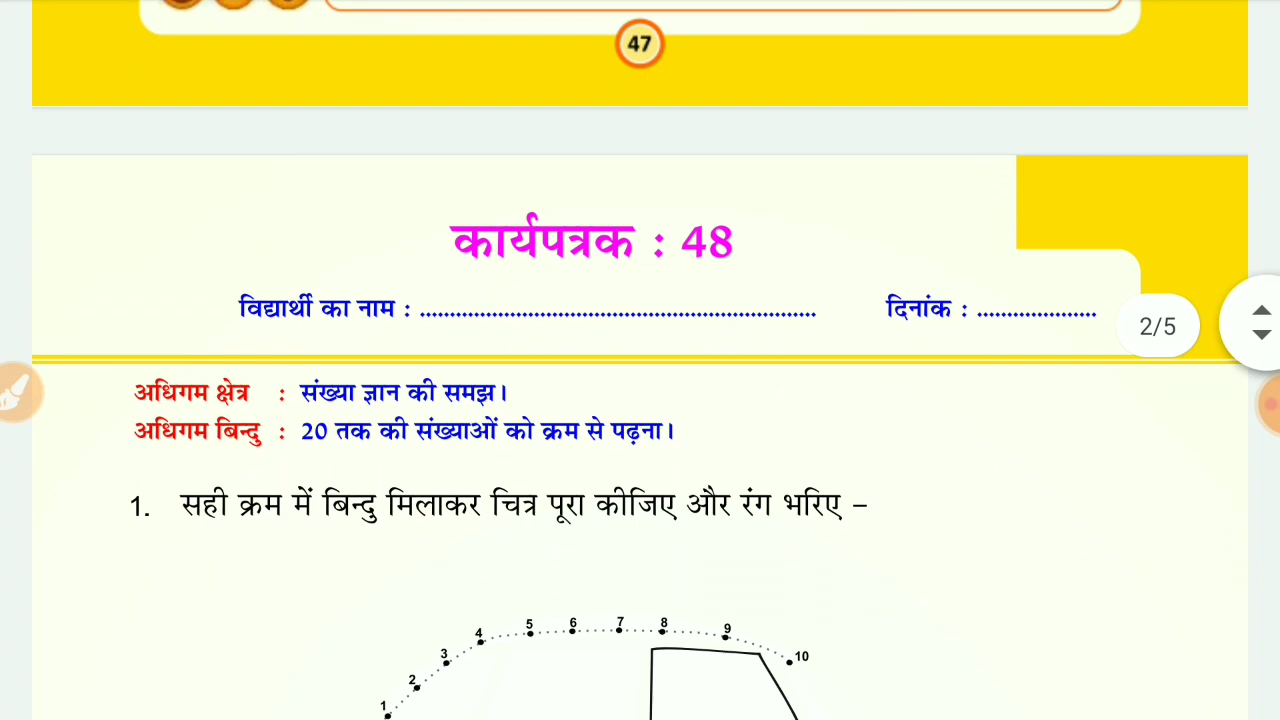 47
कार्यपत्रक : 48
विद्यार्थी का नाम : .................................................................. दिनांक : ....................
2/5
अधिगम क्षेत्र : संख्या ज्ञान की समझ।
अधिगम बिन्दु : 20 तक की संख्याओं को क्रम से पढ़ना।
1. सही क्रम में बिन्दु मिलाकर चित्र पूरा कीजिए और रंग भरिए –
1 2 3 4 5 6 7 8 9 10